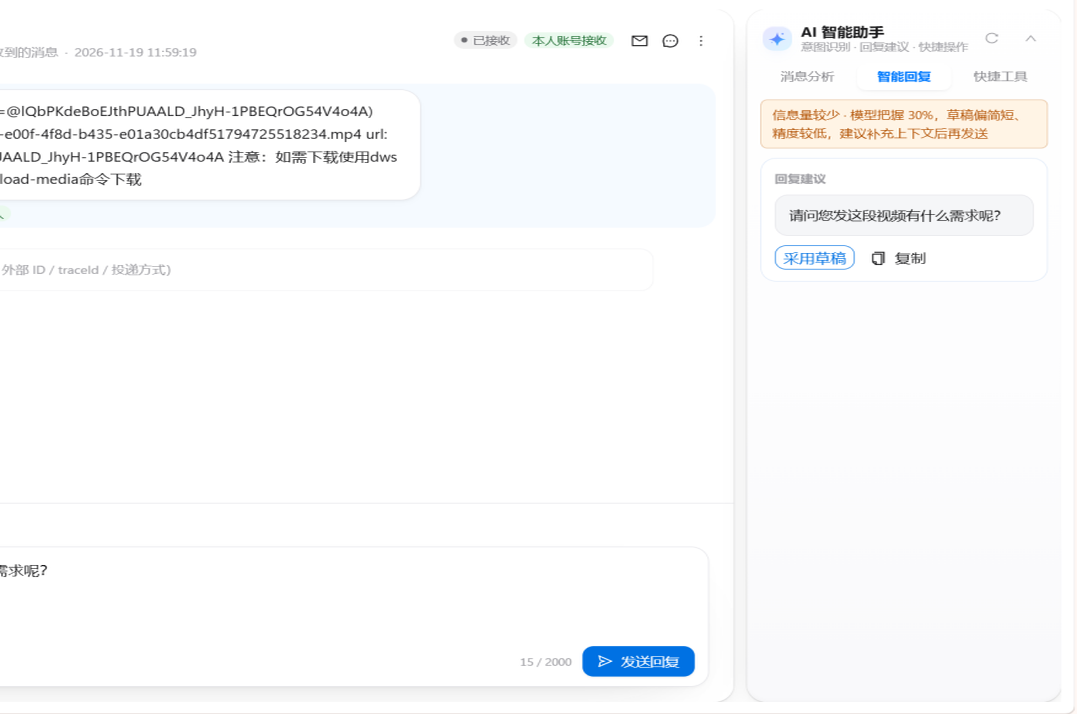 收到的消息 · 2026-11-19 11:59:19
已接收
本人账号接收
=@lQbPKdeBoEJthPUAALD_JhyH-1PBEQrOG54V4o4A)
-e00f-4f8d-b435-e01a30cb4df51794725518234.mp4 url:
JAALD_JhyH-1PBEQrOG54V4o4A 注意：如需下载使用dws
load-media命令下载
外部 ID / traceId / 投递方式)
需求呢?
15 / 2000
发送回复
AI 智能助手
意图识别 · 回复建议 · 快捷操作
消息分析
智能回复
快捷工具
信息量较少 · 模型把握 30%，草稿偏简短、
精度较低，建议补充上下文后再发送
回复建议
请问您发这段视频有什么需求呢?
采用草稿
复制